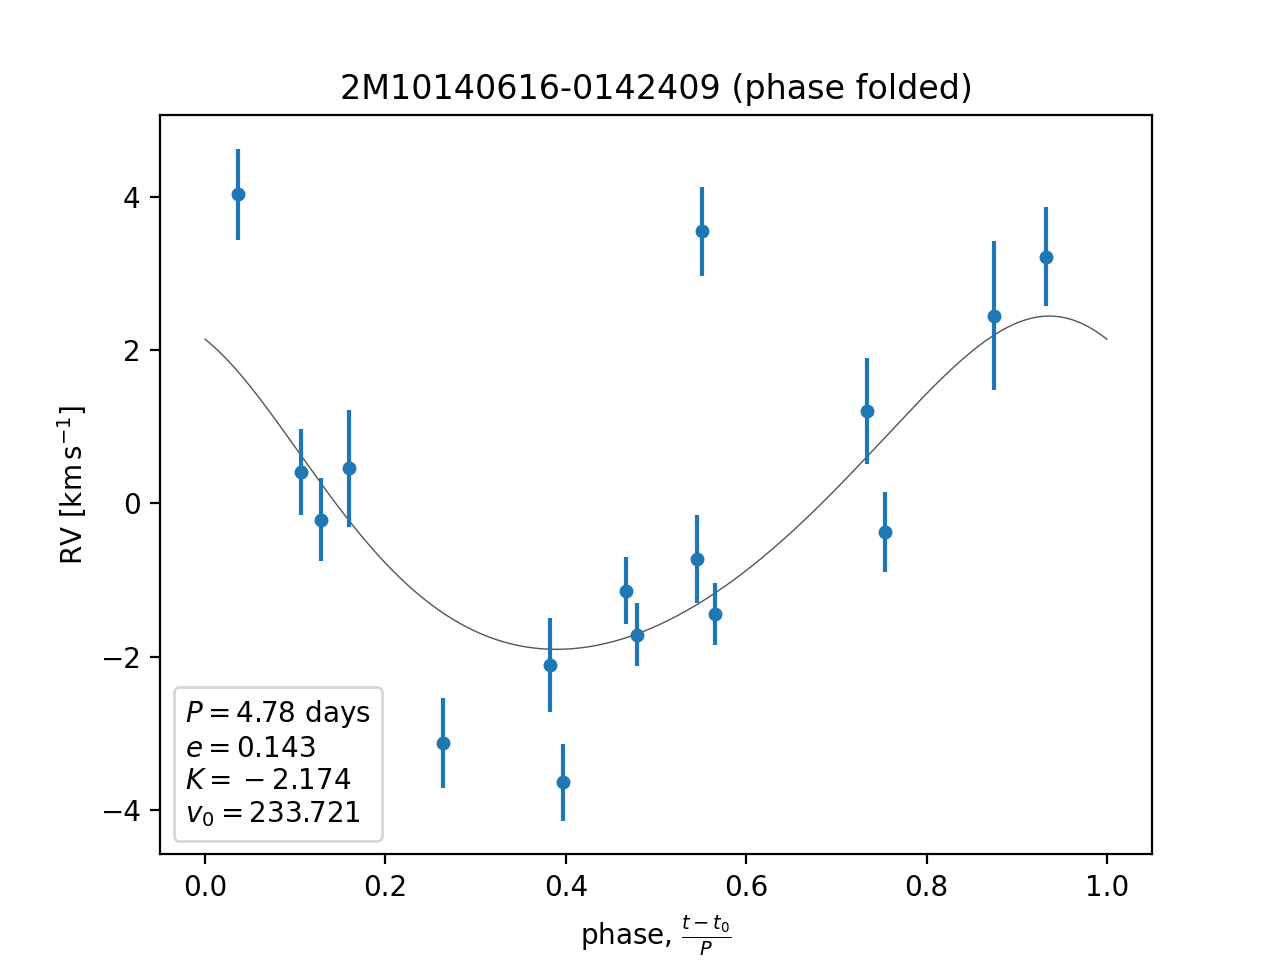 2M10140616-0142409 (phase folded)
RV [km s⁻¹]
4
2
0
−2
−4
P = 4.78 days
e = 0.143
K = −2.174
v₀ = 233.721
0.0 0.2 0.4 0.6 0.8 1.0
phase, (t − t₀)/P